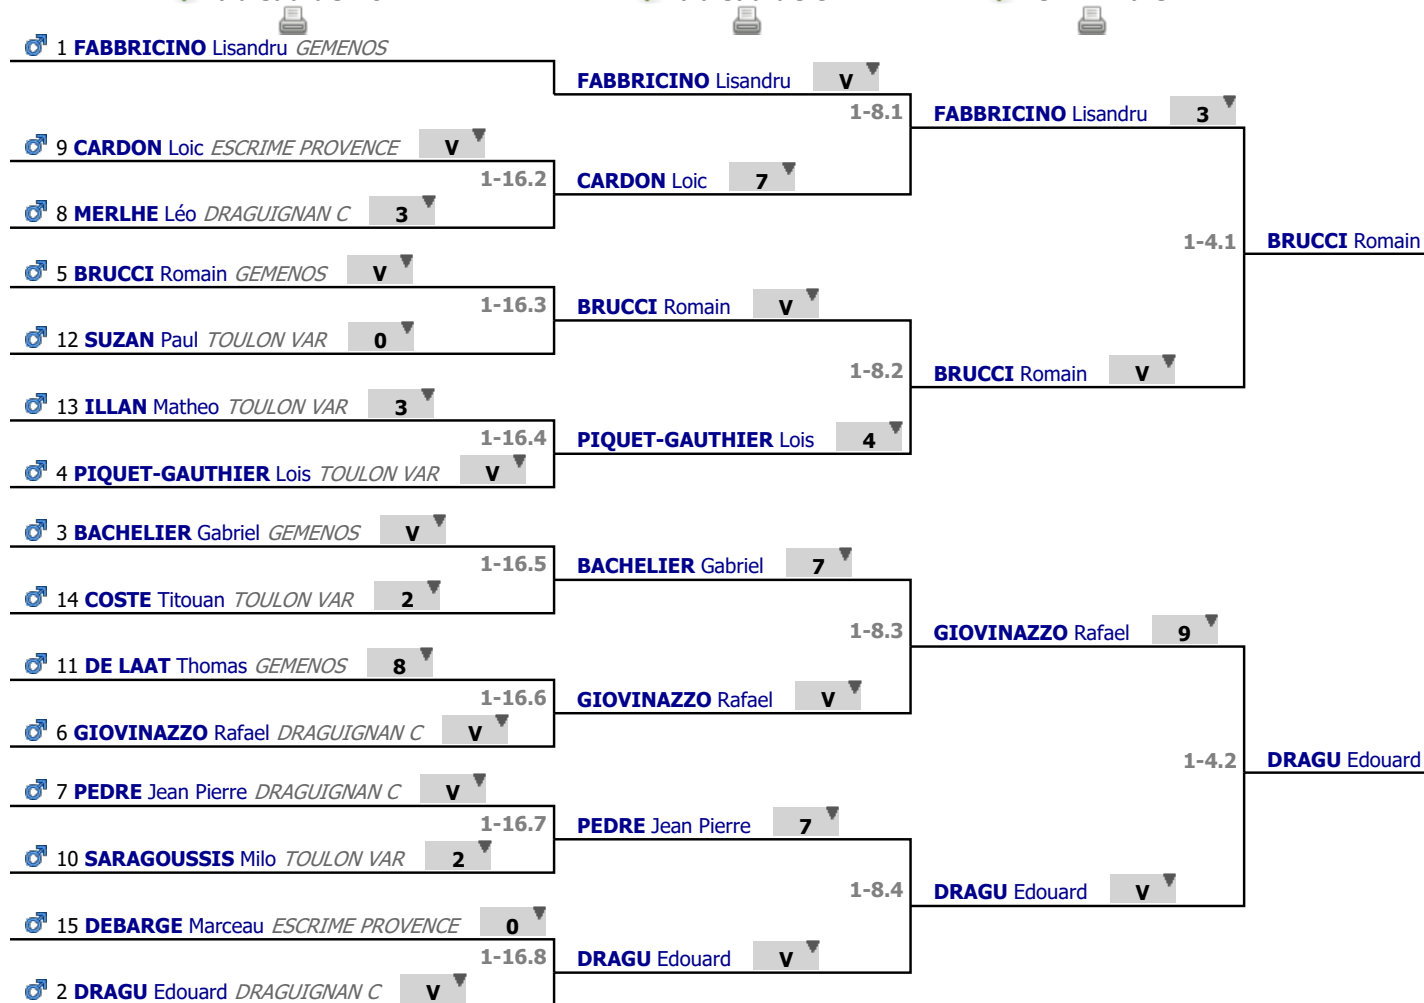 1 FABBRICINO Lisandru GEMENOS
FABBRICINO Lisandru V
1-8.1
FABBRICINO Lisandru 3
9 CARDON Loic ESCRIME PROVENCE V
1-16.2
CARDON Loic 7
8 MERLHE Léo DRAGUIGNAN C 3
1-4.1
BRUCCI Romain
5 BRUCCI Romain GEMENOS V
1-16.3
BRUCCI Romain V
12 SUZAN Paul TOULON VAR 0
1-8.2
BRUCCI Romain V
13 ILLAN Matheo TOULON VAR 3
1-16.4
PIQUET-GAUTHIER Lois 4
4 PIQUET-GAUTHIER Lois TOULON VAR V
3 BACHELIER Gabriel GEMENOS V
1-16.5
BACHELIER Gabriel 7
14 COSTE Titouan TOULON VAR 2
1-8.3
GIOVINAZZO Rafael 9
11 DE LAAT Thomas GEMENOS 8
1-16.6
GIOVINAZZO Rafael V
6 GIOVINAZZO Rafael DRAGUIGNAN C V
1-4.2
DRAGU Edouard
7 PEDRE Jean Pierre DRAGUIGNAN C V
1-16.7
PEDRE Jean Pierre 7
10 SARAGOUSSIS Milo TOULON VAR 2
1-8.4
DRAGU Edouard V
15 DEBARGE Marceau ESCRIME PROVENCE 0
1-16.8
DRAGU Edouard V
2 DRAGU Edouard DRAGUIGNAN C V